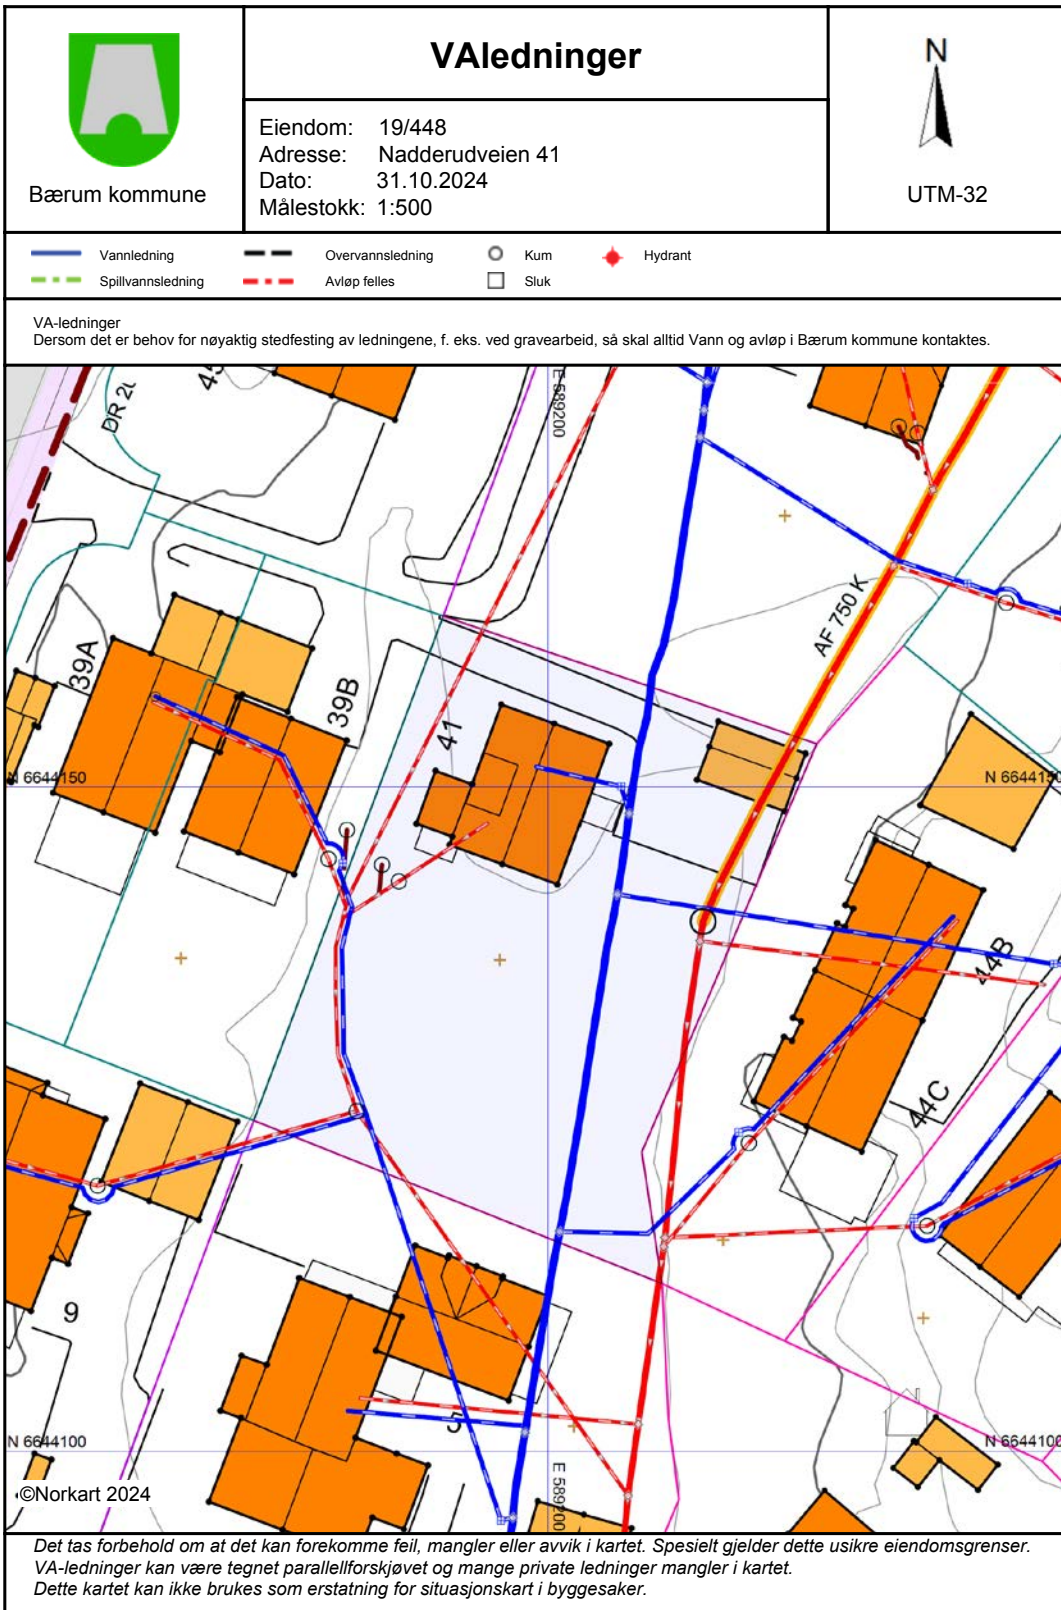 VAledninger
Bærum kommune
Eiendom: 19/448
Adresse: Nadderudveien 41
Dato: 31.10.2024
Målestokk: 1:500
N
UTM-32
Vannledning
Overvannsledning
Kum
Hydrant
Spillvannsledning
Avløp felles
Sluk
VA-ledninger
Dersom det er behov for nøyaktig stedfesting av ledningene, f. eks. ved gravearbeid, så skal alltid Vann og avløp i Bærum kommune kontaktes.
E 589200
AF 750 K
39A
39B
41
N 6644150
N 6644150
44B
44C
9
5
N 6644100
N 6644100
E 589200
©Norkart 2024
Det tas forbehold om at det kan forekomme feil, mangler eller avvik i kartet. Spesielt gjelder dette usikre eiendomsgrenser.
VA-ledninger kan være tegnet parallellforskjøvet og mange private ledninger mangler i kartet.
Dette kartet kan ikke brukes som erstatning for situasjonskart i byggesaker.